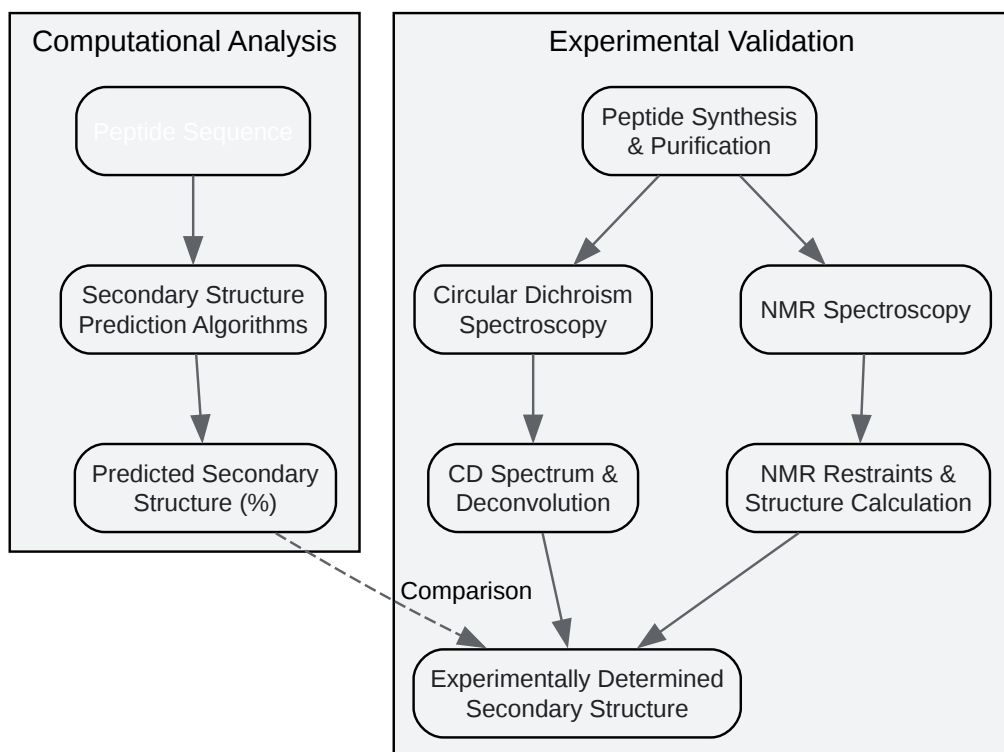 Computational Analysis
Peptide Sequence
Secondary Structure
Prediction Algorithms
Predicted Secondary
Structure (%)
Experimental Validation
Peptide Synthesis
& Purification
Circular Dichroism
Spectroscopy
NMR Spectroscopy
CD Spectrum &
Deconvolution
NMR Restraints &
Structure Calculation
Comparison
Experimentally Determined
Secondary Structure